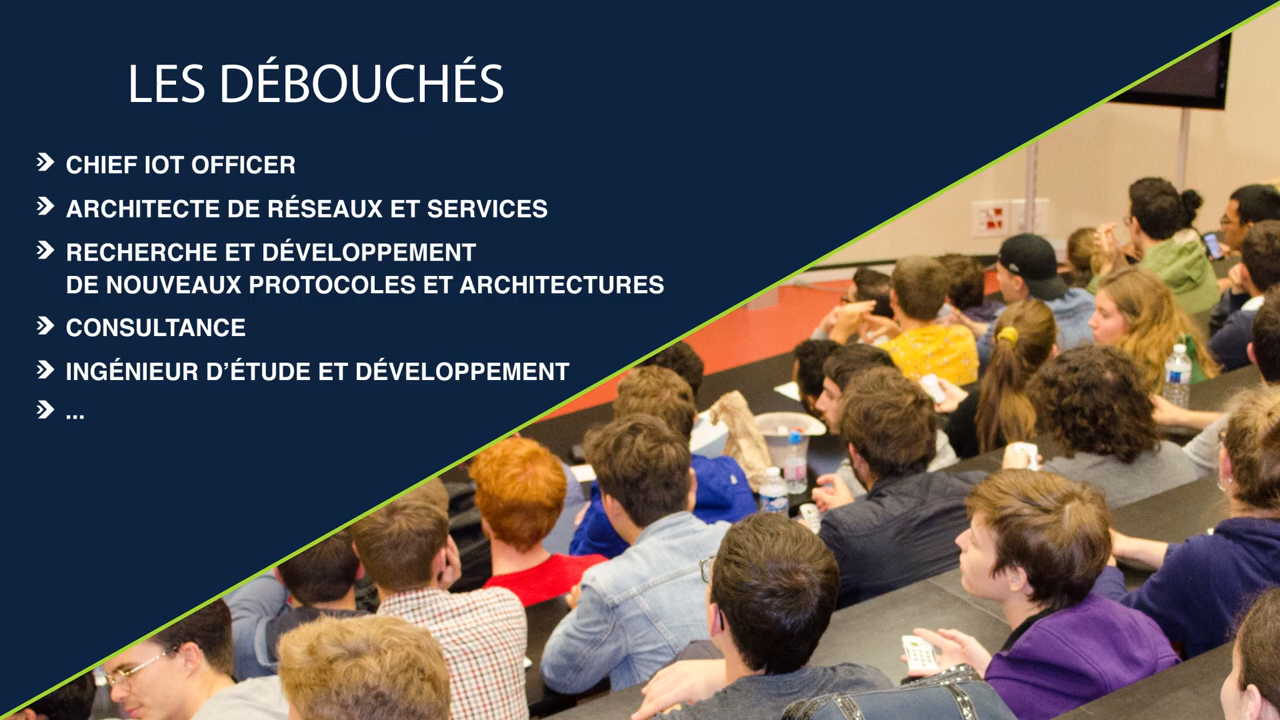 LES DÉBOUCHÉS
CHIEF IOT OFFICER
ARCHITECTE DE RÉSEAUX ET SERVICES
RECHERCHE ET DÉVELOPPEMENT
DE NOUVEAUX PROTOCOLES ET ARCHITECTURES
CONSULTANCE
INGÉNIEUR D’ÉTUDE ET DÉVELOPPEMENT
...